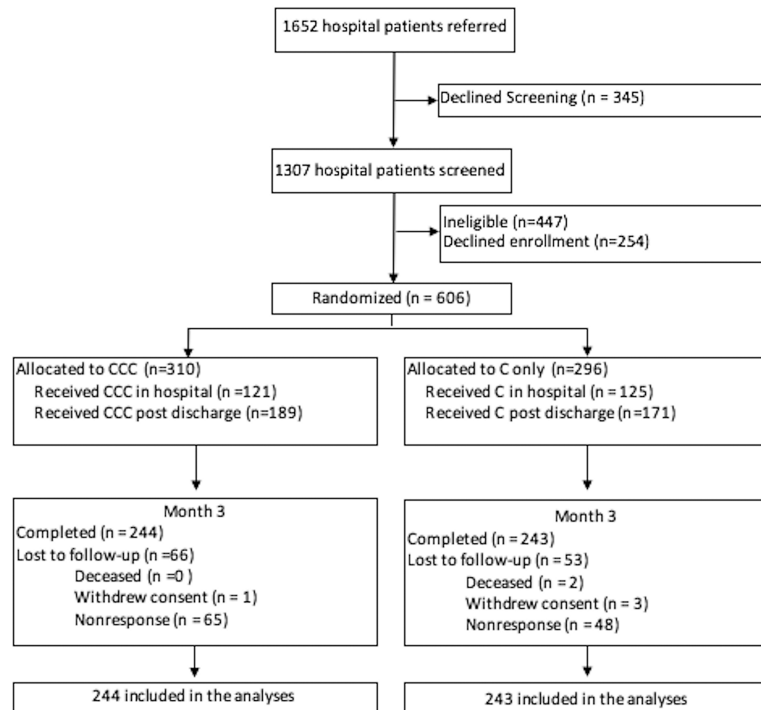 1652 hospital patients referred
Declined Screening (n = 345)
1307 hospital patients screened
Ineligible (n=447)
Declined enrollment (n=254)
Randomized (n = 606)
Allocated to CCC (n=310)
Received CCC in hospital (n =121)
Received CCC post discharge (n=189)
Allocated to C only (n=296)
Received C in hospital (n = 125)
Received C post discharge (n=171)
Month 3
Completed (n = 244)
Lost to follow-up (n =66)
Deceased (n =0 )
Withdrew consent (n = 1)
Nonresponse (n = 65)
Month 3
Completed (n = 243)
Lost to follow-up (n = 53)
Deceased (n = 2)
Withdrew consent (n = 3)
Nonresponse (n = 48)
244 included in the analyses
243 included in the analyses